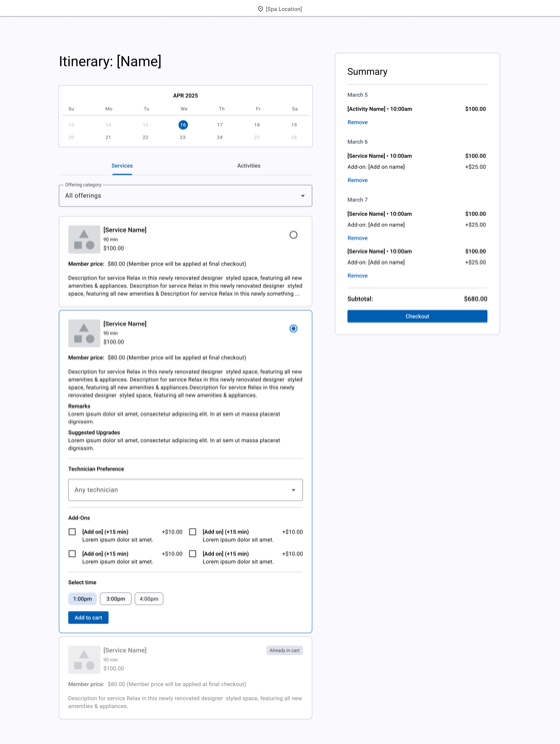 [Spa Location]
Itinerary: [Name]
APR 2025
Su Mo Tu We Th Fr Sa
13 14 15 16 17 18 19
20 21 22 23 24 25 26
Services Activities
Offering category
All offerings
[Service Name]
90 min
$100.00
Member price: $80.00 (Member price will be applied at final checkout)
Description for service Relax in this newly renovated designer styled space, featuring all new
amenities & appliances. Description for service Relax in this newly renovated designer styled
space, featuring all new amenities & Description for service Relax in this newly something ...
[Service Name]
90 min
$100.00
Member price: $80.00 (Member price will be applied at final checkout)
Description for service Relax in this newly renovated designer styled space, featuring all new
amenities & appliances. Description for service Relax in this newly renovated designer styled
space, featuring all new amenities & appliances.Description for service Relax in this newly
renovated designer styled space, featuring all new amenities & appliances.
Remarks
Lorem ipsum dolor sit amet, consectetur adipiscing elit. In at sem ut massa placerat
dignissim.
Suggested Upgrades
Lorem ipsum dolor sit amet, consectetur adipiscing elit. In at sem ut massa placerat
dignissim.
Technician Preference
Any technician
Add-Ons
[Add on] (+15 min) +$10.00 [Add on] (+15 min) +$10.00
Lorem ipsum dolor sit amet. Lorem ipsum dolor sit amet.
[Add on] (+15 min) +$10.00 [Add on] (+15 min) +$10.00
Lorem ipsum dolor sit amet. Lorem ipsum dolor sit amet.
Select time
1:00pm 3:00pm 4:00pm
Add to cart
[Service Name]
Already in cart
90 min
$100.00
Member price: $80.00 (Member price will be applied at final checkout)
Description for service Relax in this newly renovated designer styled space, featuring all new
amenities & appliances.
Summary
March 5
[Activity Name] • 10:00am $100.00
Remove
March 6
[Service Name] • 10:00am $100.00
Add-on: [Add on name] +$25.00
Remove
March 7
[Service Name] • 10:00am $100.00
Add-on: [Add on name] +$25.00
Remove
[Service Name] • 10:00am $100.00
Add-on: [Add on name] +$25.00
Remove
Subtotal: $680.00
Checkout